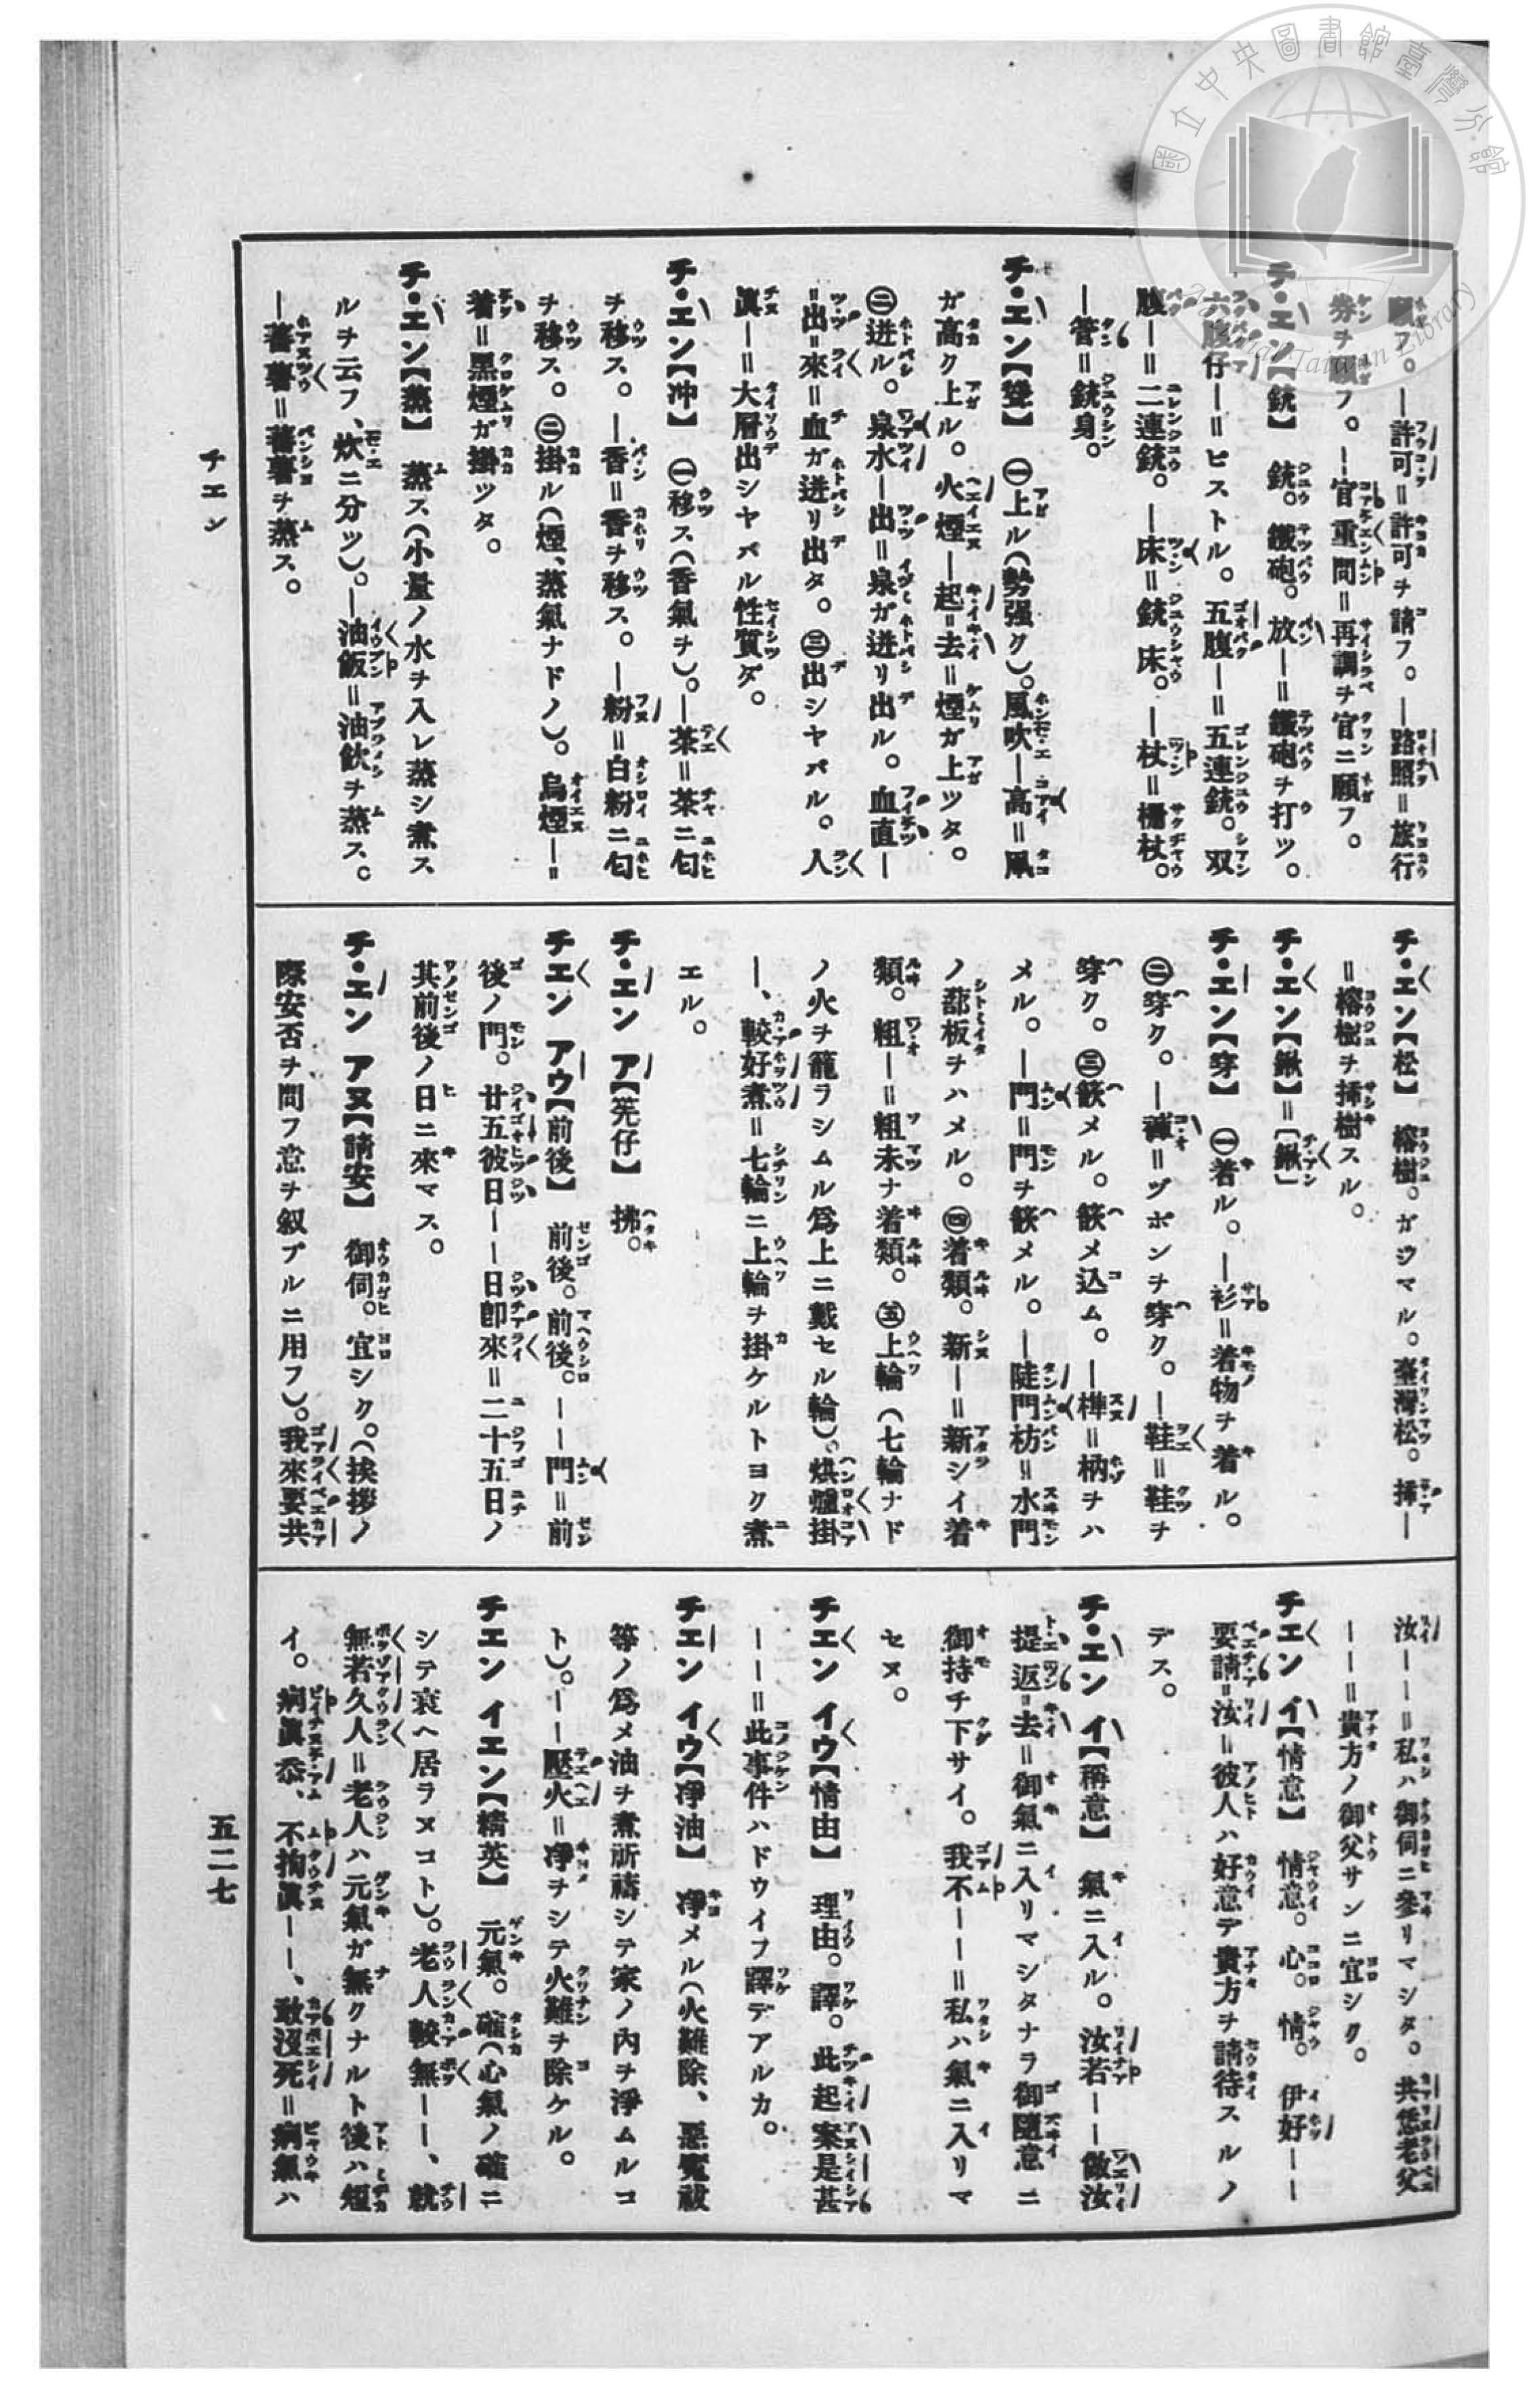 願フ。―許可=許可ヲ請フ。―路照=旅行
券ヲ願フ。―官重問=再調ヲ官ニ願フ。
チ・エン【銃】 銃。鐵砲。放―=鐵砲ヲ打ツ。
六腹仔―=ピストル。五腹―=五連銃。双
腹―=二連銃。―床=銃床。―杖=柵杖。
―管=銃身。
チ・エン【聳】 ㊀上ル(勢强ク)。風吹―高=凧
ガ高ク上ル。火煙―起=去=煙ガ上ツタ。
㊁迸ル。泉水―出=泉ガ迸リ出ル。血直―
=出=來=血ガ迸リ出タ。㊂出シヤバル。人
眞―=大層出シヤバル性質ダ。
チ・エン【冲】 ㊀移ス(香氣ヲ)。―茶=茶ニ匂
ヲ移ス。―香=香ヲ移ス。―粉=白粉ニ匂
ヲ移ス。㊁掛ル(煙、蒸氣ナドノ)。烏煙―=
着=黑煙ガ掛ツタ。
チ・エン【蒸】 蒸ス(小量ノ水ヲ入レ蒸シ煮ス
ルヲ云フ、炊ニ分ツ)。―油飯=油飮ヲ蒸ス。
―蕃薯=蕃薯ヲ蒸ス。
チ・エン【松】 榕樹。ガジマル。臺灣松。揷―
=榕樹ヲ揷樹スル。
チ・エン【鍬】=〔鍬〕
チ・エン【穿】 ㊀着ル。―衫=着物ヲ着ル。
㊁穿ク。―褲=ヅボンヲ穿ク。―鞋=鞋ヲ
穿ク。㊂篏メル。篏メ込ム。―榫=柄ヲハ
メル。―門=門ヲ篏メル。―陡門枋=水門
ノ蔀板ヲハメル。㊃着類。新―=新シイ着
類。粗―=粗末ナ着類。㊄上輪(七輪ナド
ノ火ヲ籠ラシムル爲上ニ戴セル輪)。烘爐掛
―、較好煮=七輪ニ上輪ヲ掛ケルトヨク煮
エル。
チ・エン ア【筅仔】 拂。
チエン アウ【前後】 前後。前後。――門=前
後ノ門。廿五彼日――日卽來=二十五日ノ
其前後ノ日ニ來マス。
チ・エン アヌ【請安】 御伺。宜シク。(挨拶ノ
際安否ヲ問フ意ヲ叙ブルニ用フ)。我來要共
汝――=私ハ御伺ニ參リマシタ。共恁老父
――=貴方ノ御父サンニ宜シク。
チエン イ【情意】 情意。心。情。伊好――
要請=汝=彼人ハ好意デ貴方ヲ請待スルノ
デス。
チ・エン イ【稱意】 氣ニ入ル。汝若――做汝
提返=去=御氣ニ入リマシタナラ御隨意ニ
御持チ下サイ。我不――=私ハ氣ニ入リマ
セヌ。
チエン イウ【情由】 理由。譯。此起案是甚
――=此事件ハドウイフ譯デアルカ。
チエン イウ【凈油】 凈メル(火難除、惡魔祓
等ノ爲メ油ヲ煮祈禱シテ家ノ內ヲ淨ムルコ
ト)。――壓火=凈ヲシテ火難ヲ除ケル。
チエン イエン【精英】 元氣。確(心氣ノ確ニ
シテ衰ヘ居ラヌコト)。老人較無――、就
無若久人=老人ハ元氣ガ無クナルト後ハ短
イ。病眞忝、不拘眞――、敢沒死=病氣ハ
チエン
五二七